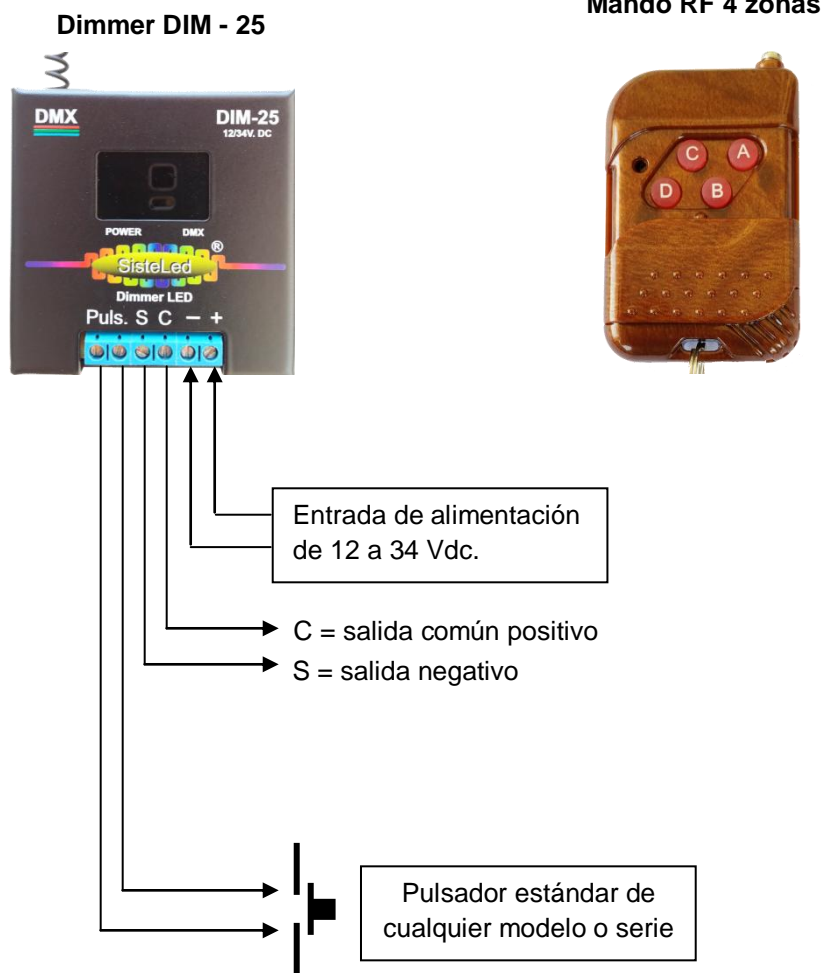 Mando RF 4 zonas
Dimmer DIM - 25
DMX
DIM-25
12/34V. DC
POWER
DMX
®
SisteLed
Dimmer LED
Puls. S C – +
C
A
D
B
Entrada de alimentación
de 12 a 34 Vdc.
C = salida común positivo
S = salida negativo
Pulsador estándar de
cualquier modelo o serie